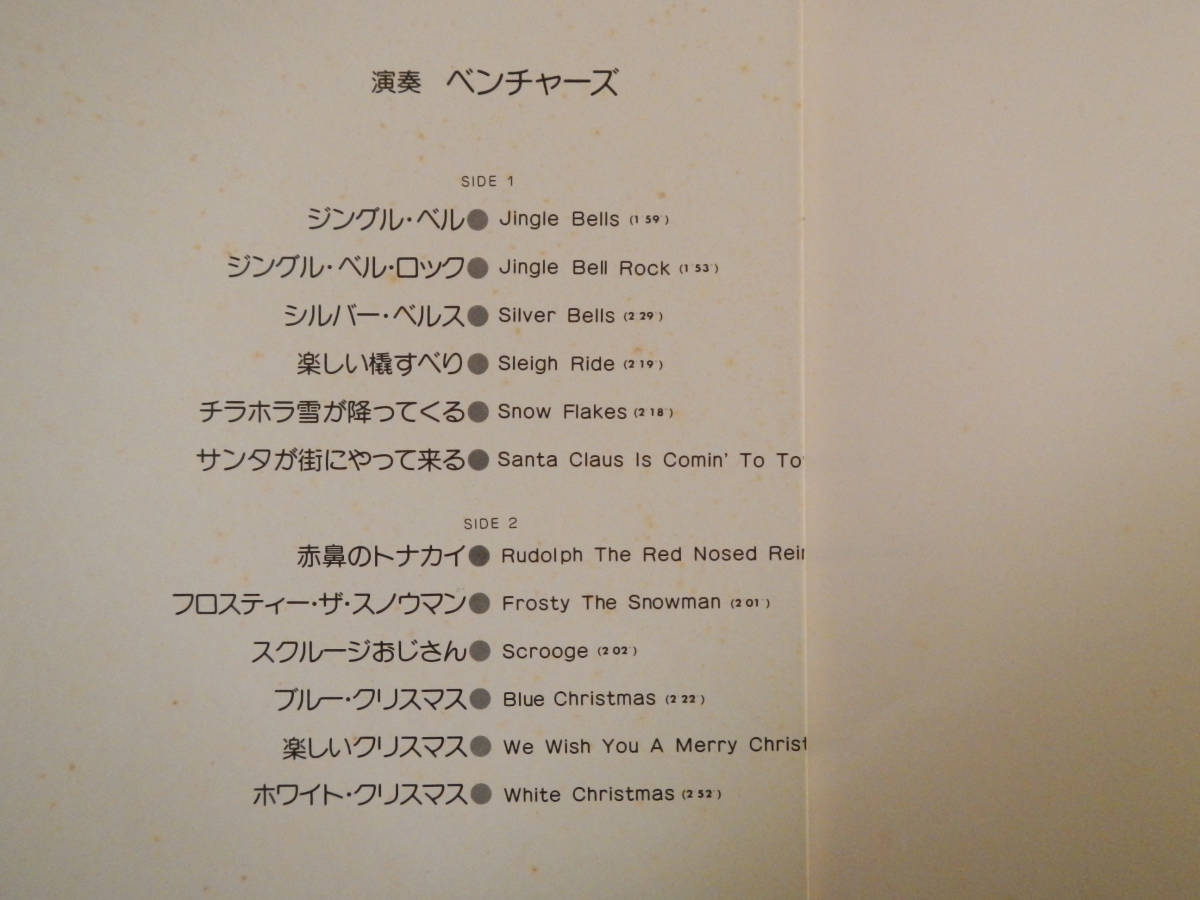 演奏 ベンチャーズ
SIDE 1
ジングル・ベル●Jingle Bells (1 59")
ジングル・ベル・ロック●Jingle Bell Rock (1 53")
シルバー・ベルス●Silver Bells (2 29")
楽しい橇すべり●Sleigh Ride (2 19")
チラホラ雪が降ってくる●Snow Flakes (2 18")
サンタが街にやって来る●Santa Claus Is Comin' To
SIDE 2
赤鼻のトナカイ●Rudolph The Red Nosed
フロスティー・ザ・スノウマン●Frosty The Snowman (2 01")
スクルージおじさん●Scrooge (2 02")
ブルー・クリスマス●Blue Christmas (2 22")
楽しいクリスマス●We Wish You A Merry
ホワイト・クリスマス●White Christmas (2 52")